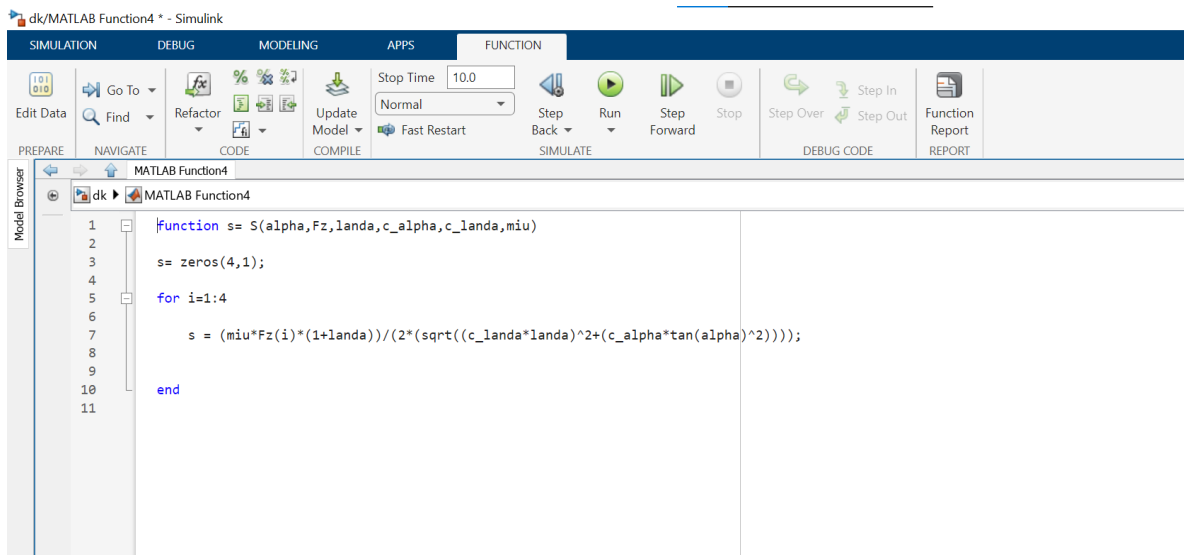 dk/MATLAB Function4 * - Simulink
SIMULATION DEBUG MODELING APPS FUNCTION
Stop Time 10.0
Go To
Normal
Edit Data Find Refactor Update Step Run Step Stop Step Over Step In Function
Model Fast Restart Back Forward Step Out Report
PREPARE NAVIGATE CODE COMPILE SIMULATE DEBUG CODE REPORT
Model Browser
MATLAB Function4
dk MATLAB Function4
1 function s= S(alpha,Fz,landa,c_alpha,c_landa,miu)
2
3 s= zeros(4,1);
4
5 for i=1:4
6
7 s = (miu*Fz(i)*(1+landa))/(2*(sqrt((c_landa*landa)^2+(c_alpha*tan(alpha)^2))));
8
9
10 end
11